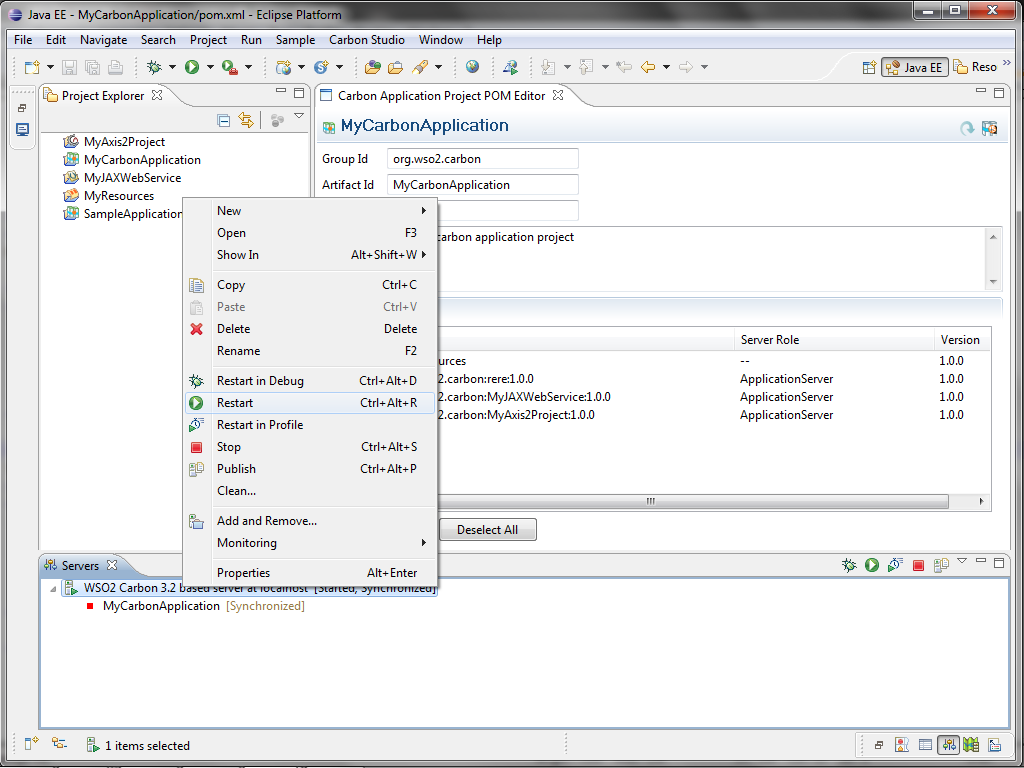 Java EE - MyCarbonApplication/pom.xml - Eclipse Platform
File Edit Navigate Search Project Run Sample Carbon Studio Window Help
Java EE Reso
Project Explorer
MyAxis2Project
MyCarbonApplication
MyJAXWebService
MyResources
SampleApplication
Carbon Application Project POM Editor
MyCarbonApplication
Group Id org.wso2.carbon
Artifact Id MyCarbonApplication
carbon application project
Server Role Version
-- 1.0.0
2.carbon:rere:1.0.0 ApplicationServer 1.0.0
2.carbon:MyJAXWebService:1.0.0 ApplicationServer 1.0.0
2.carbon:MyAxis2Project:1.0.0 ApplicationServer 1.0.0
Deselect All
New
Open F3
Show In Alt+Shift+W
Copy Ctrl+C
Paste Ctrl+V
Delete Delete
Rename F2
Restart in Debug Ctrl+Alt+D
Restart Ctrl+Alt+R
Restart in Profile
Stop Ctrl+Alt+S
Publish Ctrl+Alt+P
Clean...
Add and Remove...
Monitoring
Properties Alt+Enter
Servers
WSO2 Carbon 3.2 based server at localhost [Started, Synchronized]
MyCarbonApplication [Synchronized]
1 items selected